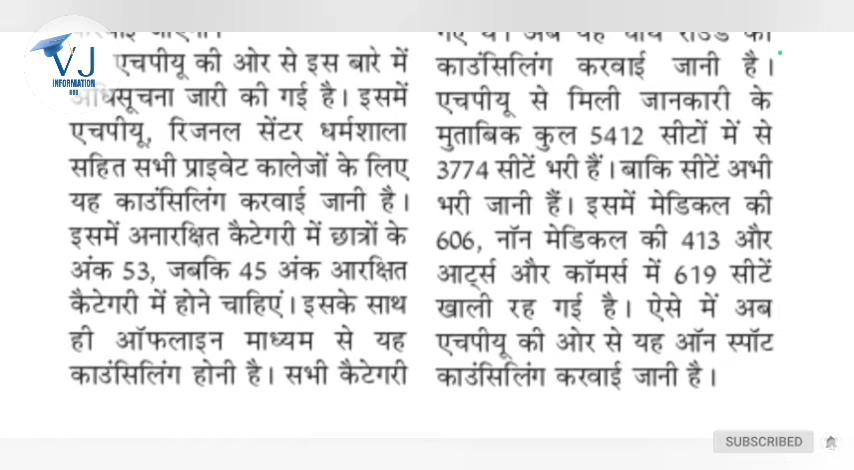 VJ
INFORMATION
एचपीयू की ओर से इस बारे में
अधिसूचना जारी की गई है। इसमें
एचपीयू, रिजनल सेंटर धर्मशाला
सहित सभी प्राइवेट कालेजों के लिए
यह काउंसिलिंग करवाई जानी है।
इसमें अनारक्षित कैटेगरी में छात्रों के
अंक 53, जबकि 45 अंक आरक्षित
कैटेगरी में होने चाहिएं। इसके साथ
ही ऑफलाइन माध्यम से यह
काउंसिलिंग होनी है। सभी कैटेगरी
काउंसिलिंग करवाई जानी है।
एचपीयू से मिली जानकारी के
मुताबिक कुल 5412 सीटों में से
3774 सीटें भरी हैं। बाकि सीटें अभी
भरी जानी हैं। इसमें मेडिकल की
606, नॉन मेडिकल की 413 और
आर्ट्स और कॉमर्स में 619 सीटें
खाली रह गई है। ऐसे में अब
एचपीयू की ओर से यह ऑन स्पॉट
काउंसिलिंग करवाई जानी है।
SUBSCRIBED